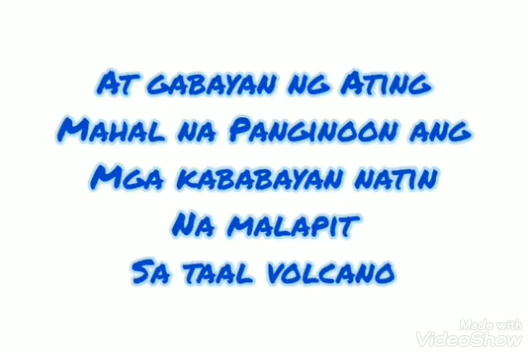 At gabayan ng Ating
Mahal na Panginoon ang
Mga kababayan natin
Na malapit
Sa taal volcano
Made with
VideoShow